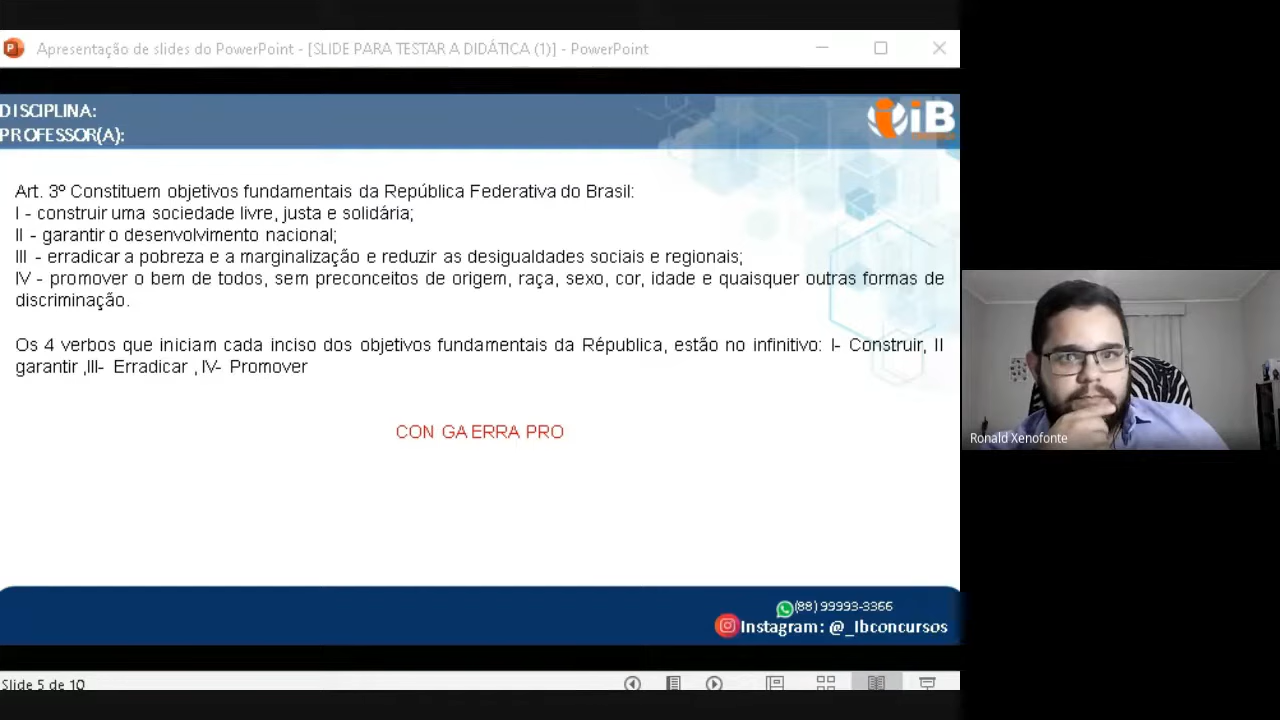 Apresentação de slides do PowerPoint - [SLIDE PARA TESTAR A DIDÁTICA (1)] - PowerPoint
DISCIPLINA:
PROFESSOR(A):
iB
Art. 3º Constituem objetivos fundamentais da República Federativa do Brasil:
I - construir uma sociedade livre, justa e solidária;
II - garantir o desenvolvimento nacional;
III - erradicar a pobreza e a marginalização e reduzir as desigualdades sociais e regionais;
IV - promover o bem de todos, sem preconceitos de origem, raça, sexo, cor, idade e quaisquer outras formas de
discriminação.
Os 4 verbos que iniciam cada inciso dos objetivos fundamentais da Républica, estão no infinitivo: I- Construir, II
garantir ,III- Erradicar , IV- Promover
CON GA ERRA PRO
Ronald Xenofonte
(88) 99993-3366
Instagram: @_Ibconcursos
Slide 5 de 10